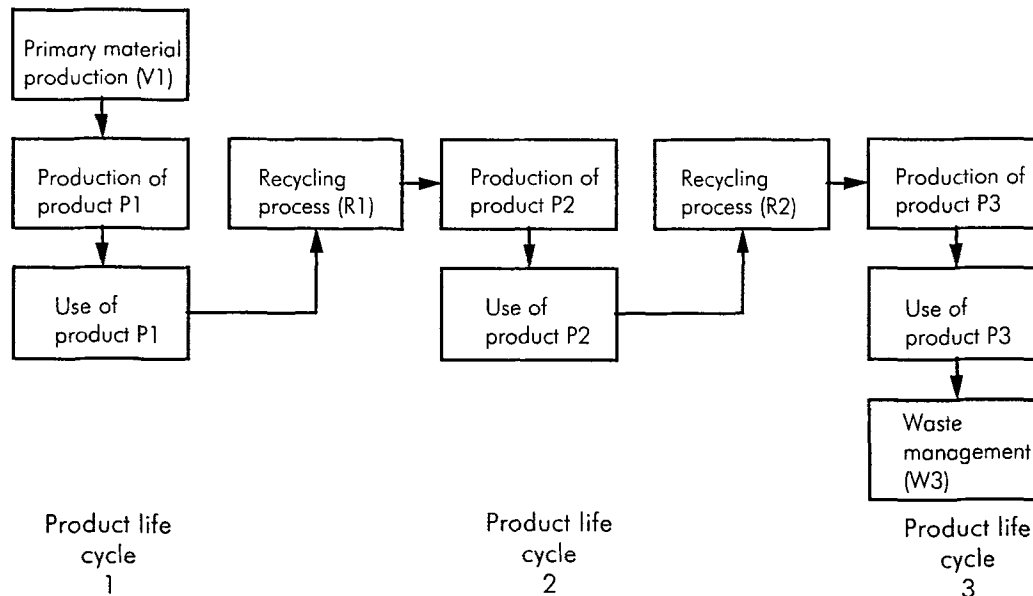 Primary material
production (V1)
Production of
product P1
Use of
product P1
Recycling
process (R1)
Production of
product P2
Use of
product P2
Recycling
process (R2)
Production of
product P3
Use of
product P3
Waste
management
(W3)
Product life
cycle
1
Product life
cycle
2
Product life
cycle
3